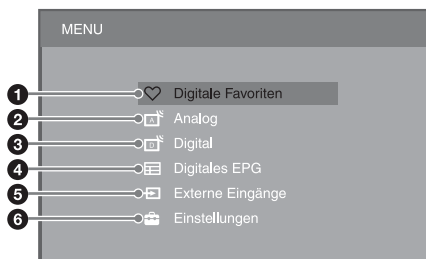 MENU
1 Digitale Favoriten
2 A Analog
3 D Digital
4 Digitales EPG
5 Externe Eingänge
6 Einstellungen